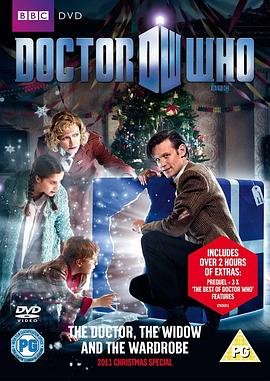 BBC DVD
DOCTOR WHO
BBC
INCLUDES
OVER 2 HOURS
OF EXTRAS:
PREQUEL - 3 X
'THE BEST OF DOCTOR WHO'
FEATURES
DVD
VIDEO
PG
THE DOCTOR, THE WIDOW
AND THE WARDROBE
2011 CHRISTMAS SPECIAL
PG